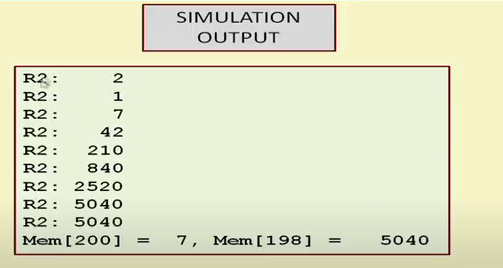 SIMULATION
OUTPUT
R2:     2
R2:     1
R2:     7
R2:    42
R2:   210
R2:   840
R2:  2520
R2:  5040
R2:  5040
Mem[200] =  7, Mem[198] =   5040